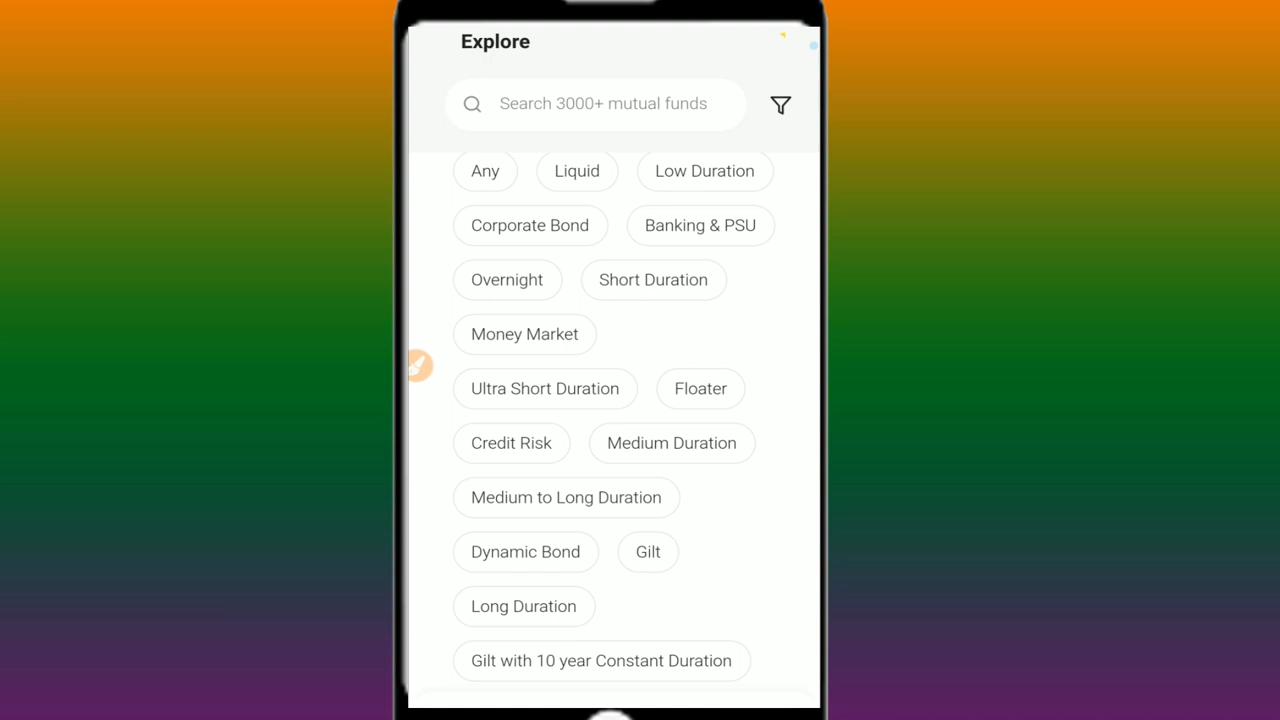 Explore
Search 3000+ mutual funds
Any Liquid Low Duration
Corporate Bond Banking & PSU
Overnight Short Duration
Money Market
Ultra Short Duration Floater
Credit Risk Medium Duration
Medium to Long Duration
Dynamic Bond Gilt
Long Duration
Gilt with 10 year Constant Duration